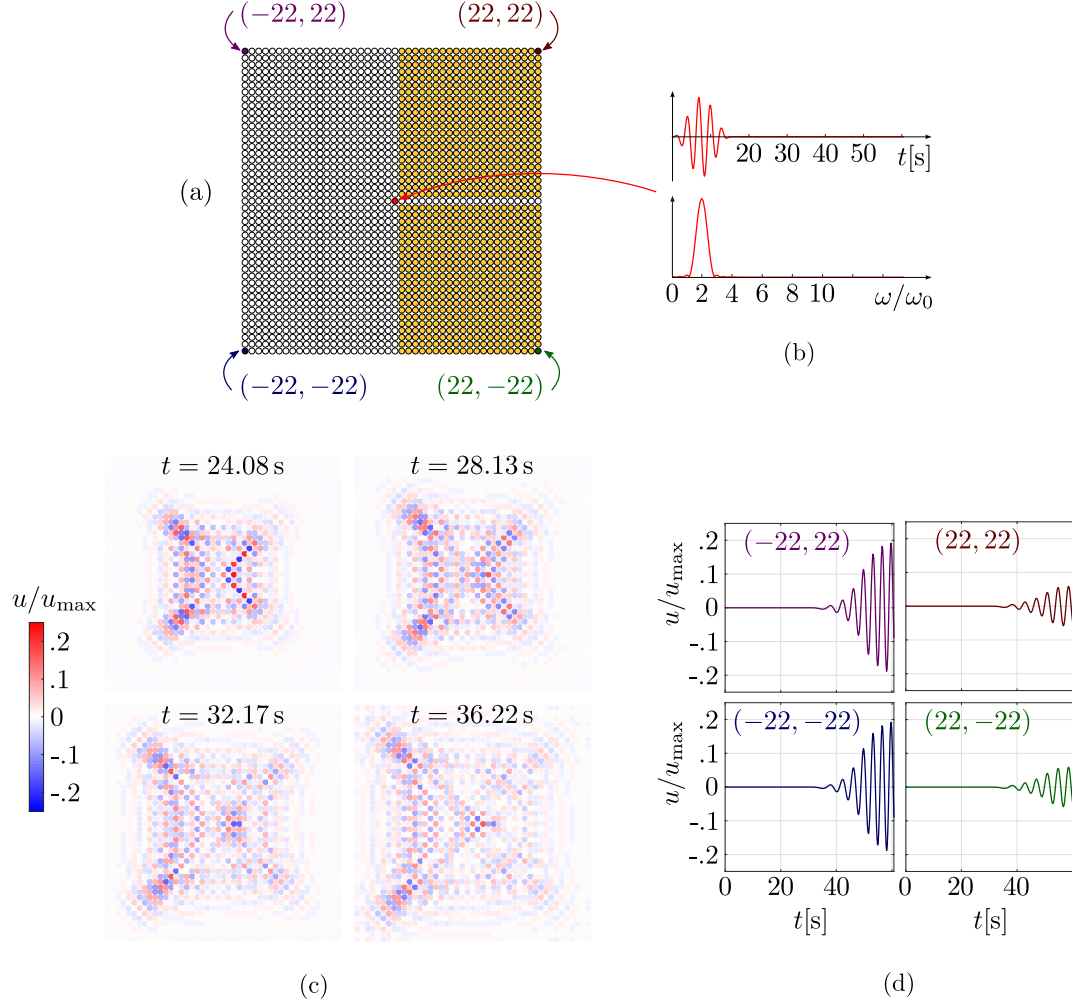 (−22, 22)
(22, 22)
(a)
(−22, −22)
(22, −22)
20 30 40 50 t[s]
0 2 4 6 8 10 ω/ω0
(b)
t = 24.08 s
t = 28.13 s
u/umax
.2
.1
0
-.1
-.2
t = 32.17 s
t = 36.22 s
(c)
u/umax
.2
.1
0
-.1
-.2
(−22, 22)
(22, 22)
u/umax
.2
.1
0
-.1
-.2
(−22, −22)
(22, −22)
0 20 40
0 20 40
t[s]
t[s]
(d)